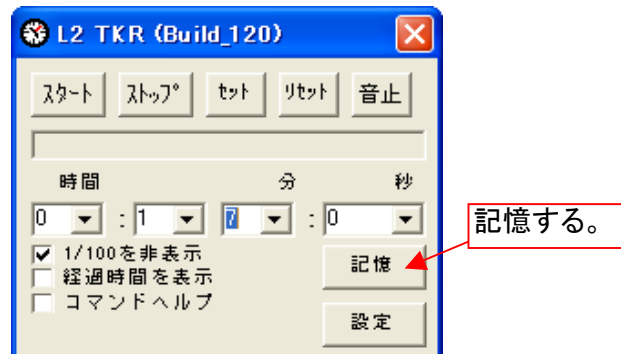 L2 TKR (Build_120)
ｽﾀｰﾄ ｽﾄｯﾌﾟ ｾｯﾄ ﾘｾｯﾄ 音止
時間 分 秒
0 : 1 7 : 0
1/100を非表示
経過時間を表示
コマンドヘルプ
記憶
設定
記憶する。